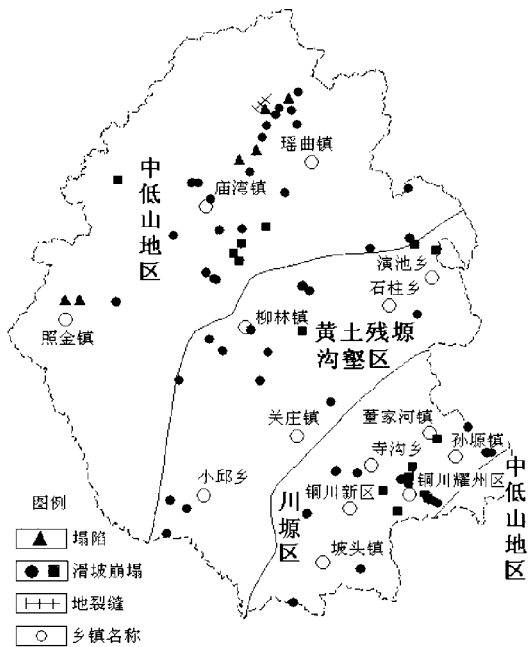 瑶曲镇
中低山地区
庙湾镇
演池乡
石柱乡
照金镇
柳林镇
黄土残塬
沟壑区
关庄镇
董家河镇
孙塬镇
寺沟乡
小邱乡
铜川新区
铜川耀州区
川塬区
中低山地区
坡头镇
图例
塌陷
滑坡崩塌
地裂缝
乡镇名称